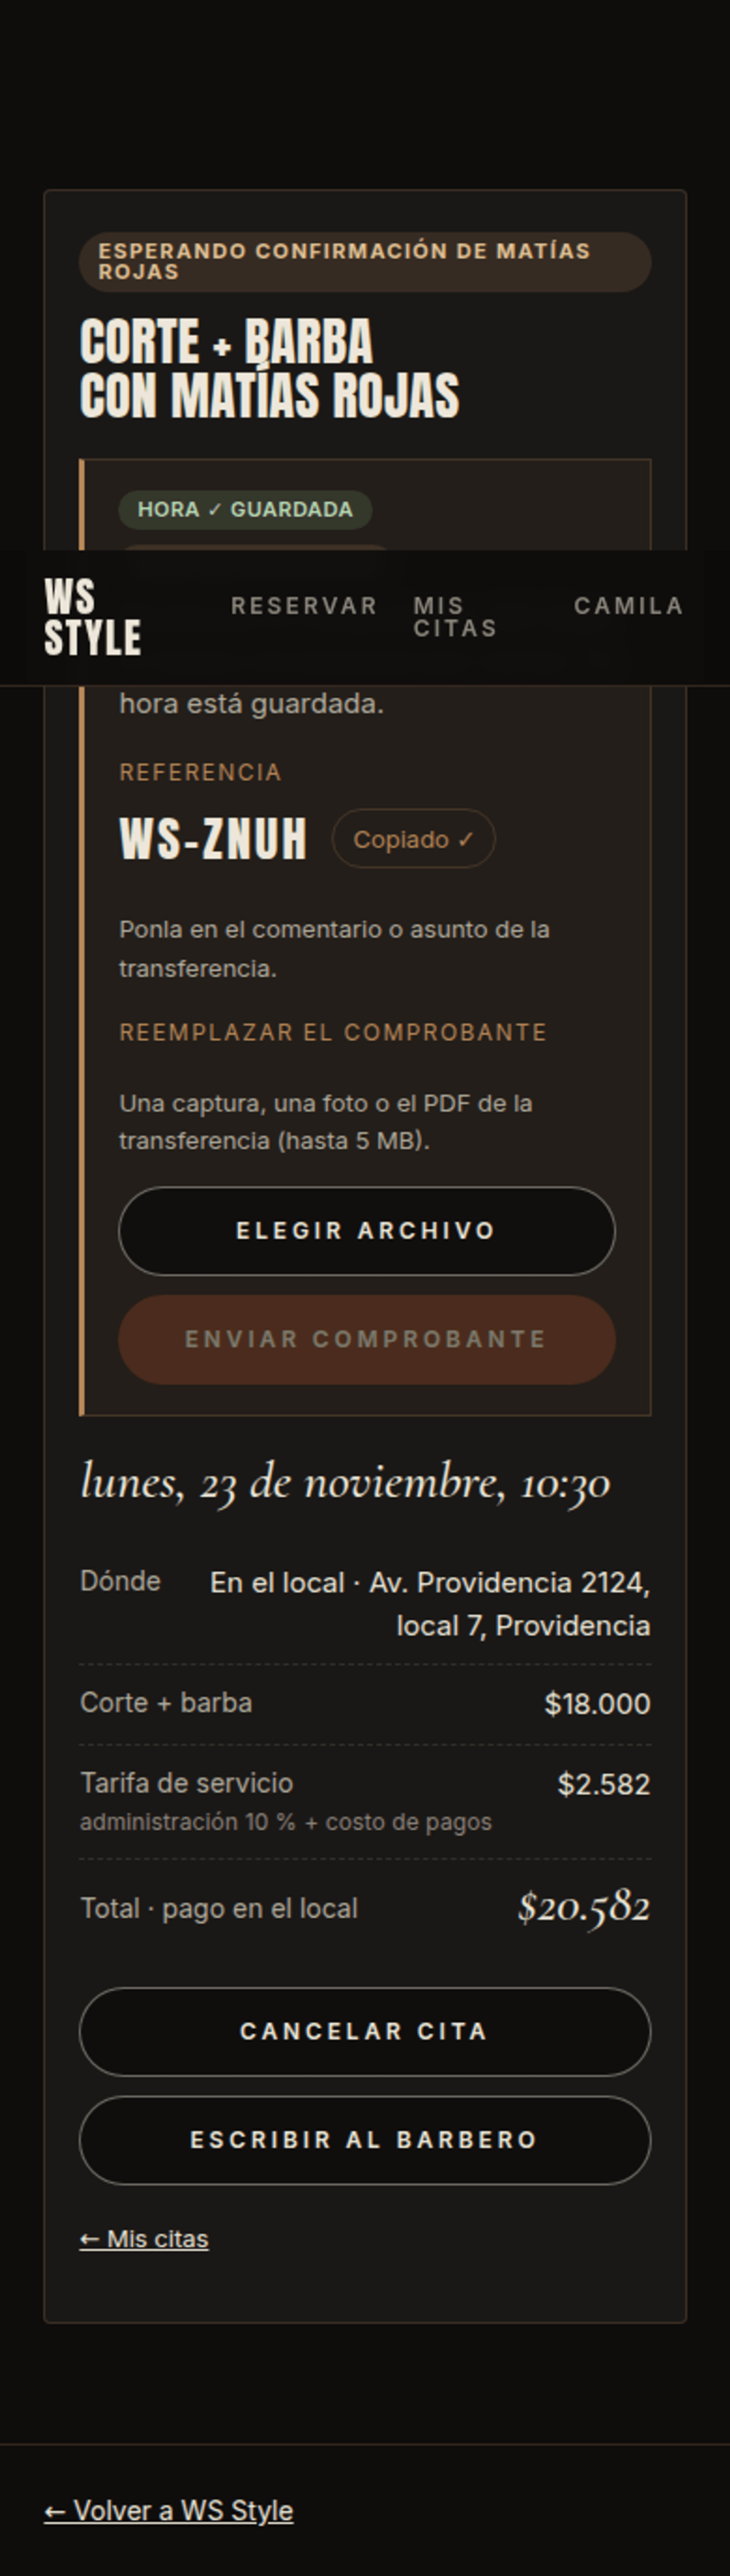 ESPERANDO CONFIRMACIÓN DE MATÍAS
ROJAS
CORTE + BARBA
CON MATÍAS ROJAS
HORA ✓ GUARDADA
WS
STYLE
RESERVAR
MIS
CITAS
CAMILA
hora está guardada.
REFERENCIA
WS-ZNUH
Copiado ✓
Ponla en el comentario o asunto de la
transferencia.
REEMPLAZAR EL COMPROBANTE
Una captura, una foto o el PDF de la
transferencia (hasta 5 MB).
ELEGIR ARCHIVO
ENVIAR COMPROBANTE
lunes, 23 de noviembre, 10:30
Dónde
En el local · Av. Providencia 2124,
local 7, Providencia
Corte + barba
$18.000
Tarifa de servicio
$2.582
administración 10 % + costo de pagos
Total · pago en el local
$20.582
CANCELAR CITA
ESCRIBIR AL BARBERO
← Mis citas
← Volver a WS Style